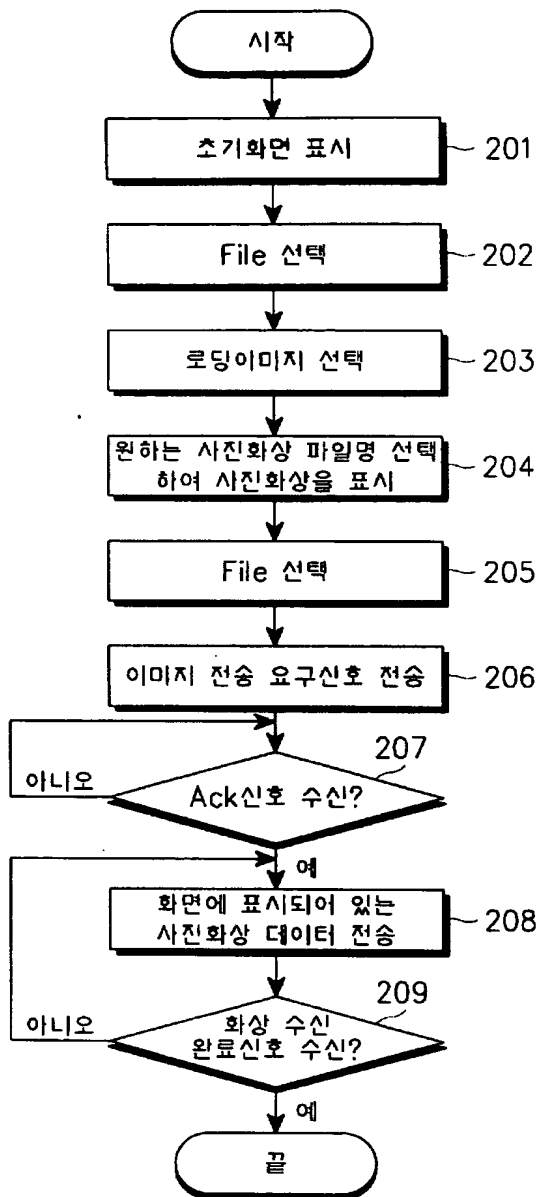 시작
초기화면 표시
201
File 선택
202
로딩이미지 선택
203
원하는 사진화상 파일명 선택
하여 사진화상을 표시
204
File 선택
205
이미지 전송 요구신호 전송
206
207
아니오
Ack신호 수신?
예
화면에 표시되어 있는
사진화상 데이터 전송
208
209
아니오
화상 수신
완료신호 수신?
예
끝